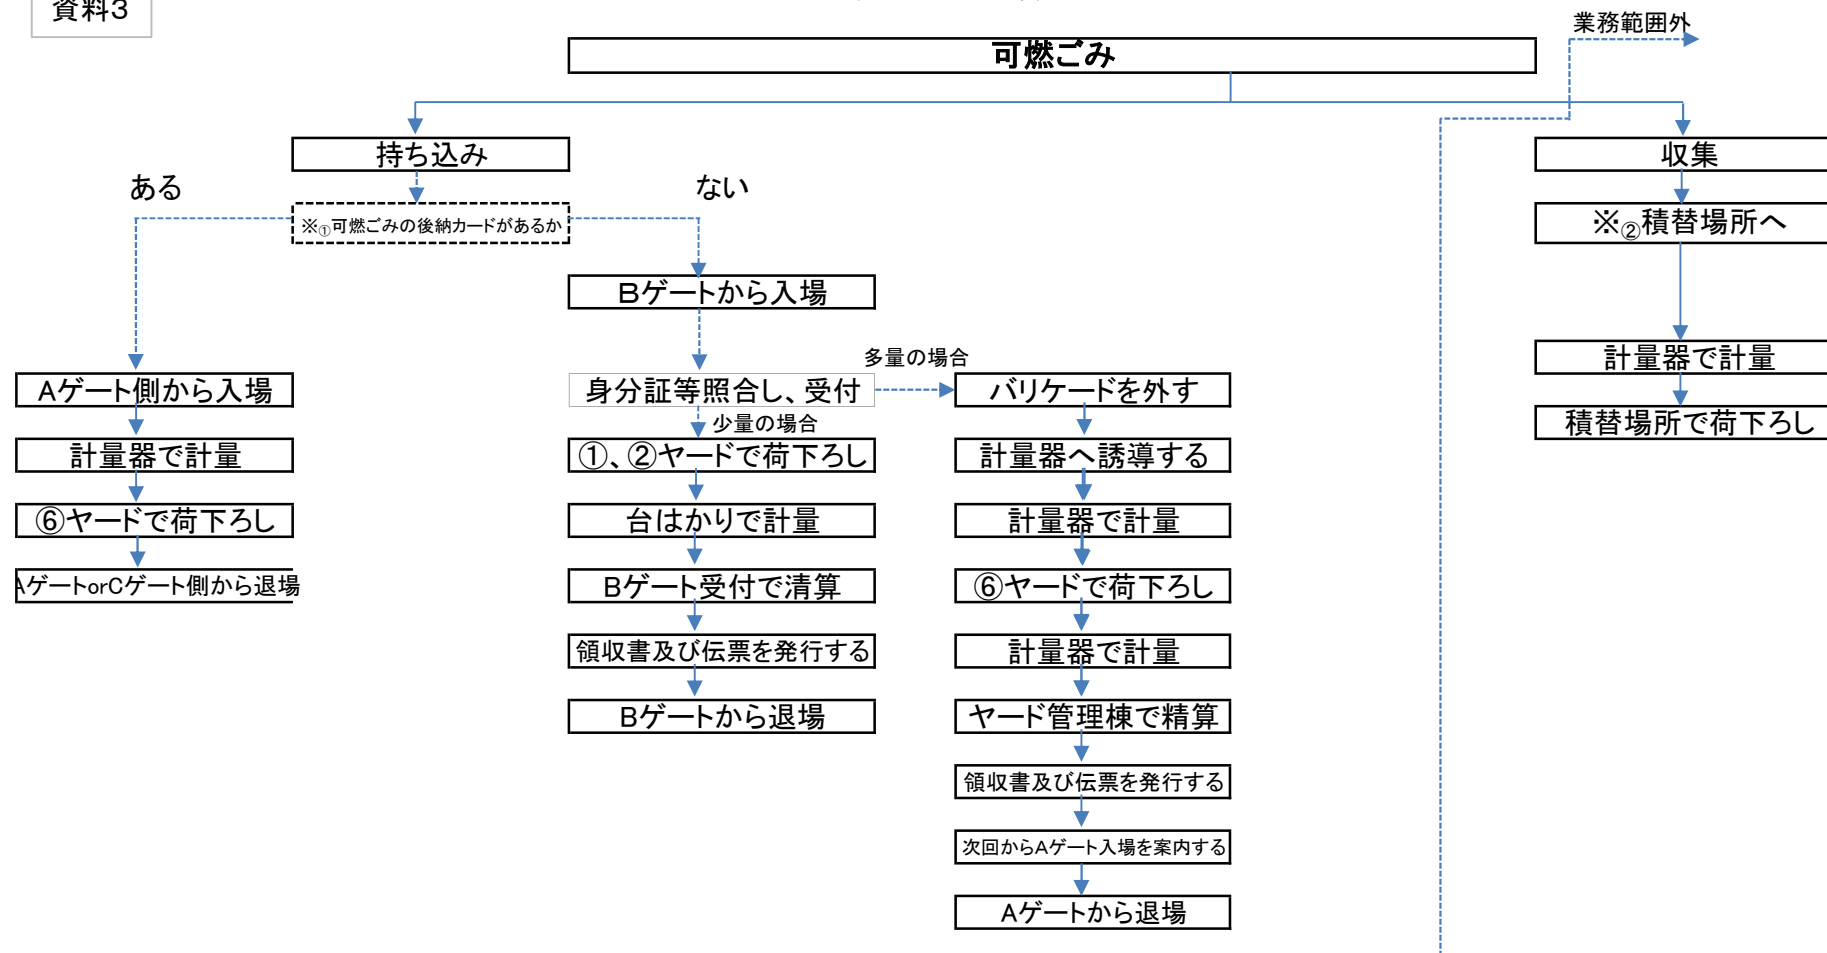 資料3
業務範囲外
可燃ごみ
持ち込み
収集
ある
ない
※①可燃ごみの後納カードがあるか
※②積替場所へ
Bゲートから入場
多量の場合
計量器で計量
Aゲート側から入場
身分証等照合し、受付
バリケードを外す
少量の場合
積替場所で荷下ろし
計量器で計量
①、②ヤードで荷下ろし
計量器へ誘導する
⑥ヤードで荷下ろし
台はかりで計量
計量器で計量
AゲートorCゲート側から退場
Bゲート受付で清算
⑥ヤードで荷下ろし
領収書及び伝票を発行する
計量器で計量
Bゲートから退場
ヤード管理棟で精算
領収書及び伝票を発行する
次回からAゲート入場を案内する
Aゲートから退場